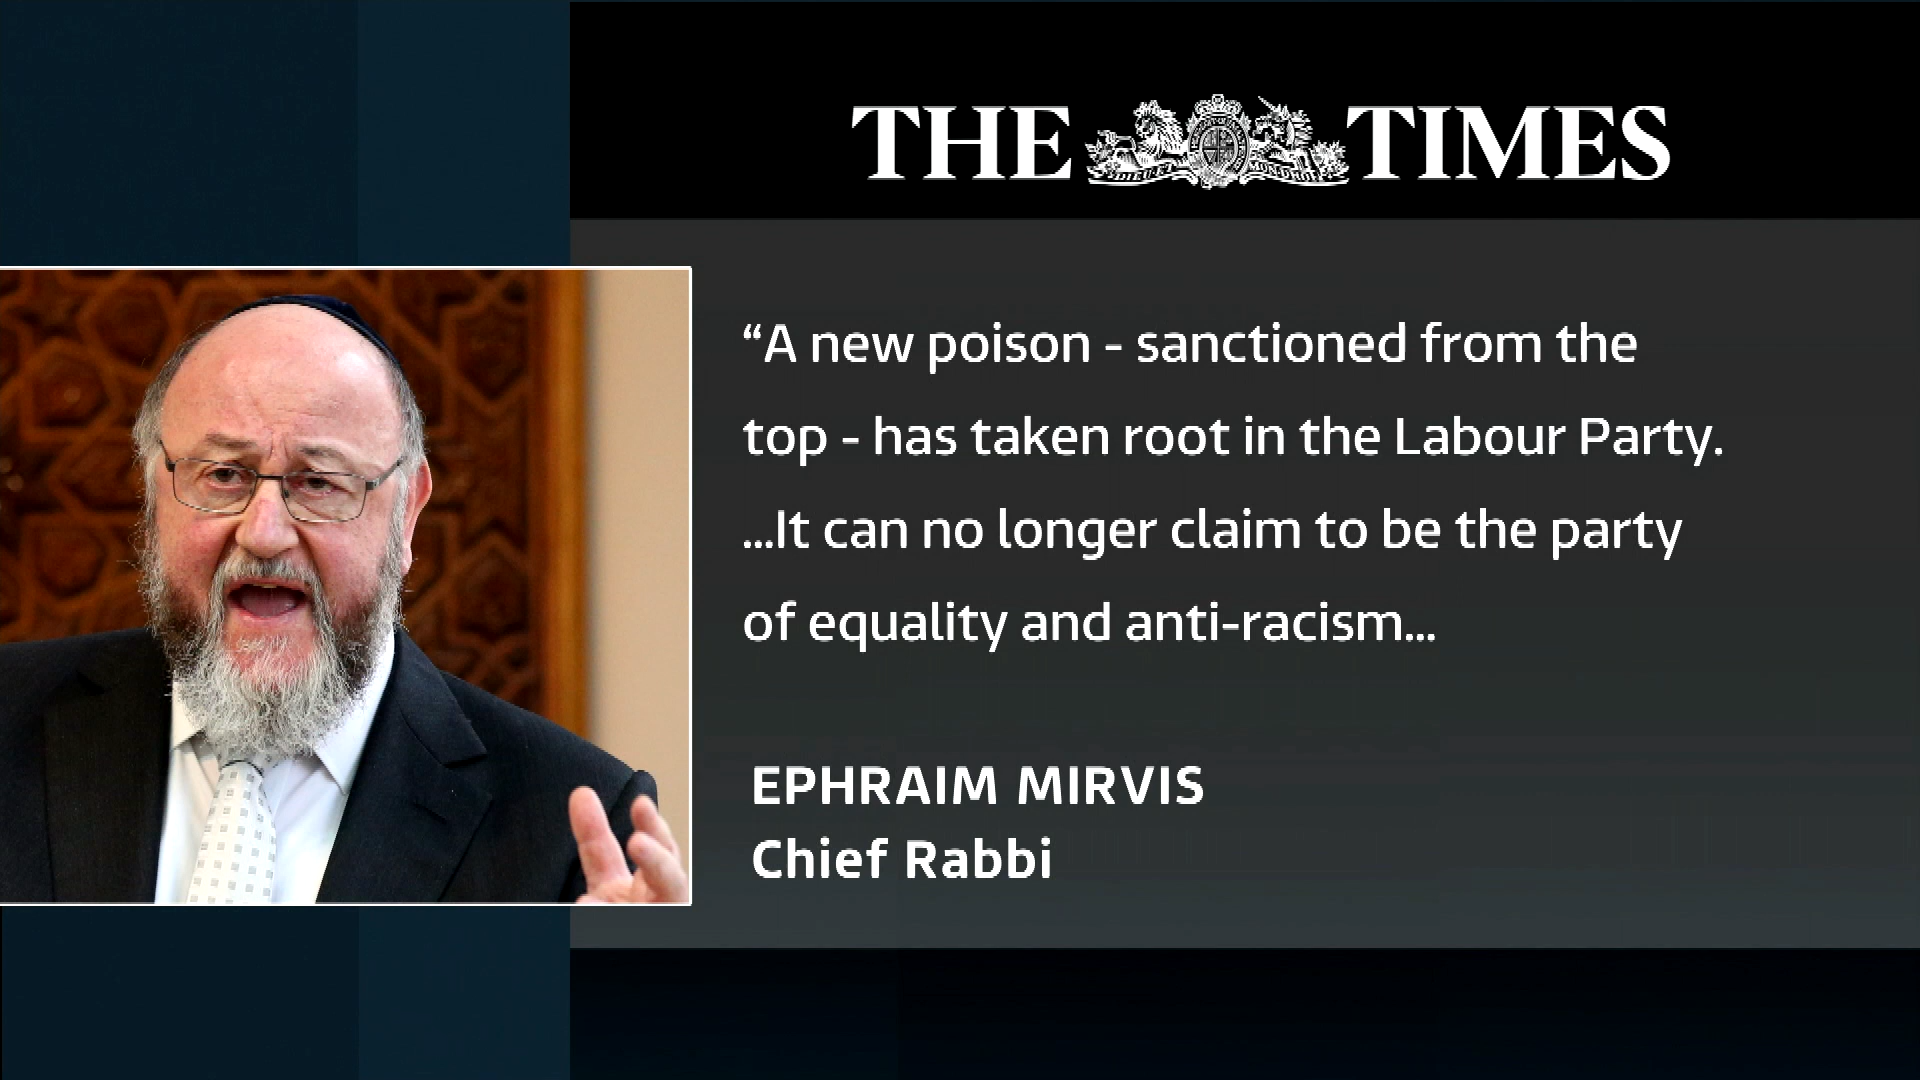 THE TIMES
“A new poison - sanctioned from the
top - has taken root in the Labour Party.
...It can no longer claim to be the party
of equality and anti-racism...
EPHRAIM MIRVIS
Chief Rabbi